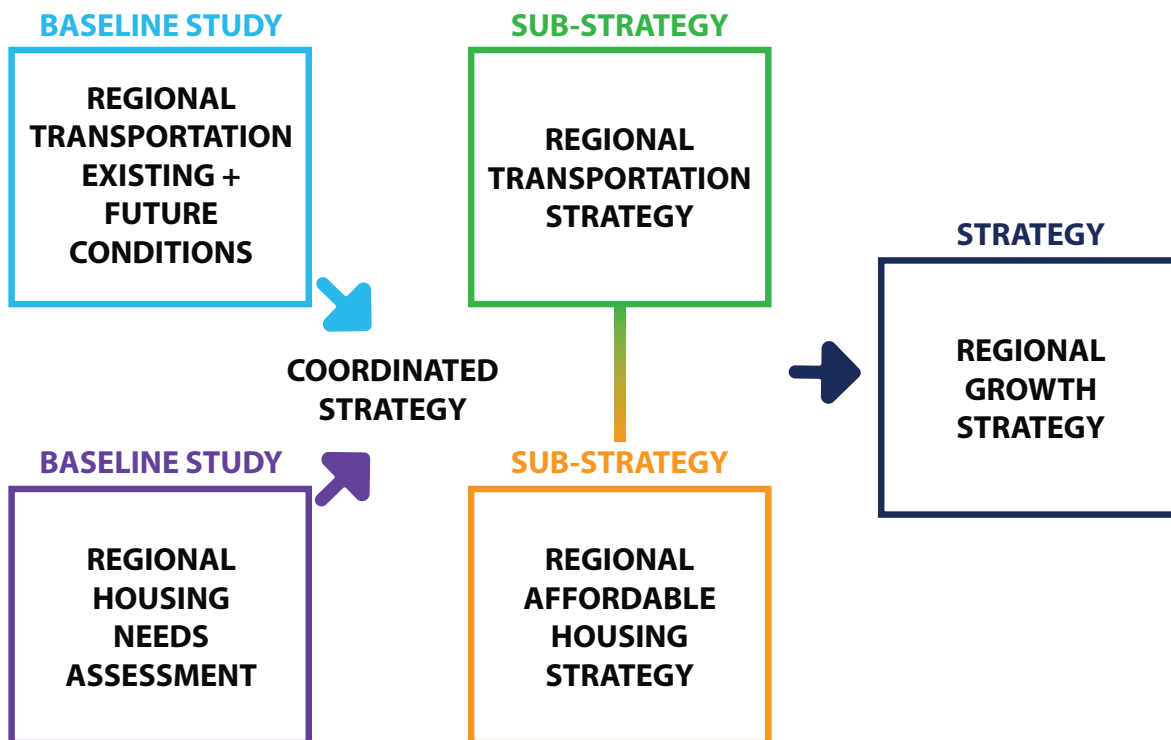 BASELINE STUDY
REGIONAL
TRANSPORTATION
EXISTING +
FUTURE
CONDITIONS
SUB-STRATEGY
REGIONAL
TRANSPORTATION
STRATEGY
COORDINATED
STRATEGY
BASELINE STUDY
REGIONAL
HOUSING
NEEDS
ASSESSMENT
SUB-STRATEGY
REGIONAL
AFFORDABLE
HOUSING
STRATEGY
STRATEGY
REGIONAL
GROWTH
STRATEGY